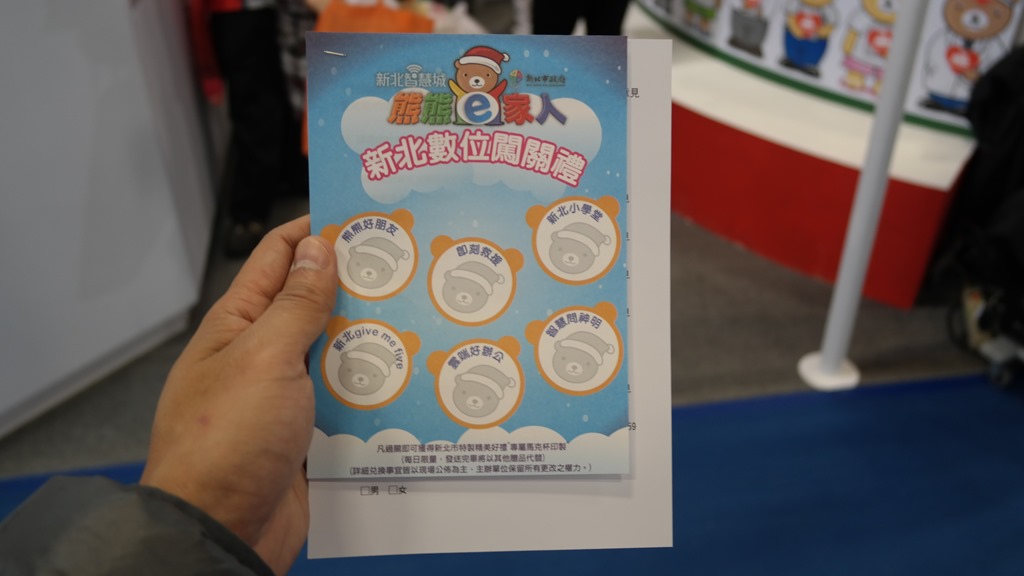 新北智慧城
新北市政府
熊熊e家人
新北數位闖關禮
熊熊好朋友
即刻救援
新北小學堂
新北give me five
雲端好辦公
智慧問神明
凡過關即可獲得新北市特製精美好禮"專屬馬克杯印製
(每日限量，發送完畢將以其他贈品代替)
(詳細兌換事宜皆以現場公佈為主，主辦單位保留所有更改之權力。)
見
59
□男 □女